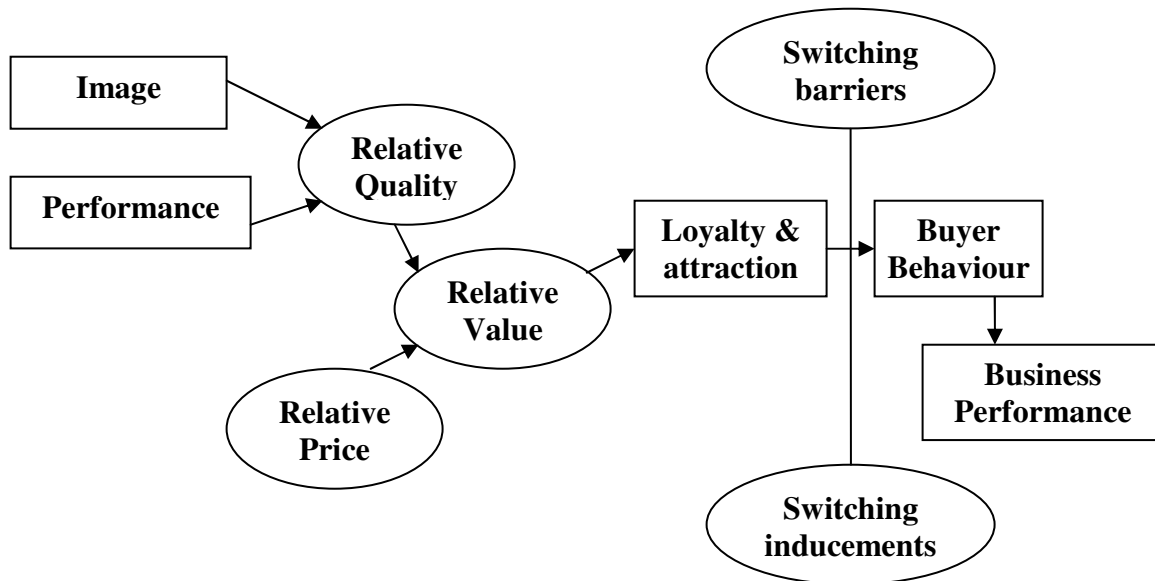 Image
Performance
Relative
Quality
Relative
Value
Relative
Price
Loyalty &
attraction
Switching
barriers
Buyer
Behaviour
Business
Performance
Switching
inducements